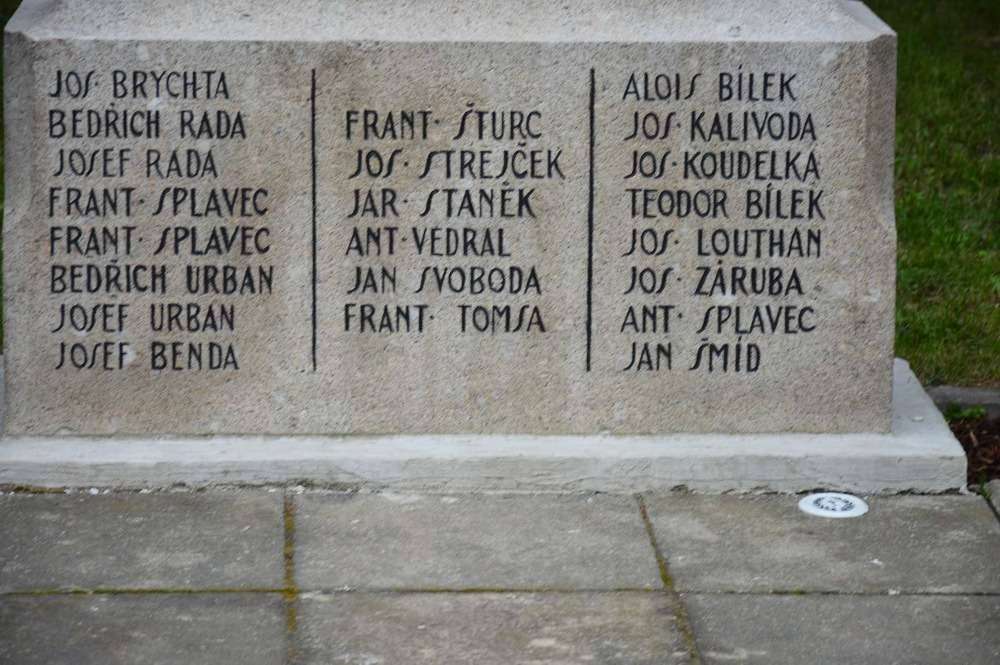 JOS. BRYCHTA
BEDŘICH RADA
JOSEF RADA
FRANT. SPLAVEC
FRANT. SPLAVEC
BEDŘICH URBAN
JOSEF URBAN
JOSEF BENDA
FRANT. ŠTURC
JOS. STREJČEK
JAR. STANĚK
ANT. VEDRAL
JAN SVOBODA
FRANT. TOMSA
ALOIS BÍLEK
JOS. KALIVODA
JOS. KOUDELKA
TEODOR BÍLEK
JOS. LOUTHAN
JOS. ZÁRUBA
ANT. SPLAVEC
JAN ŠMÍD